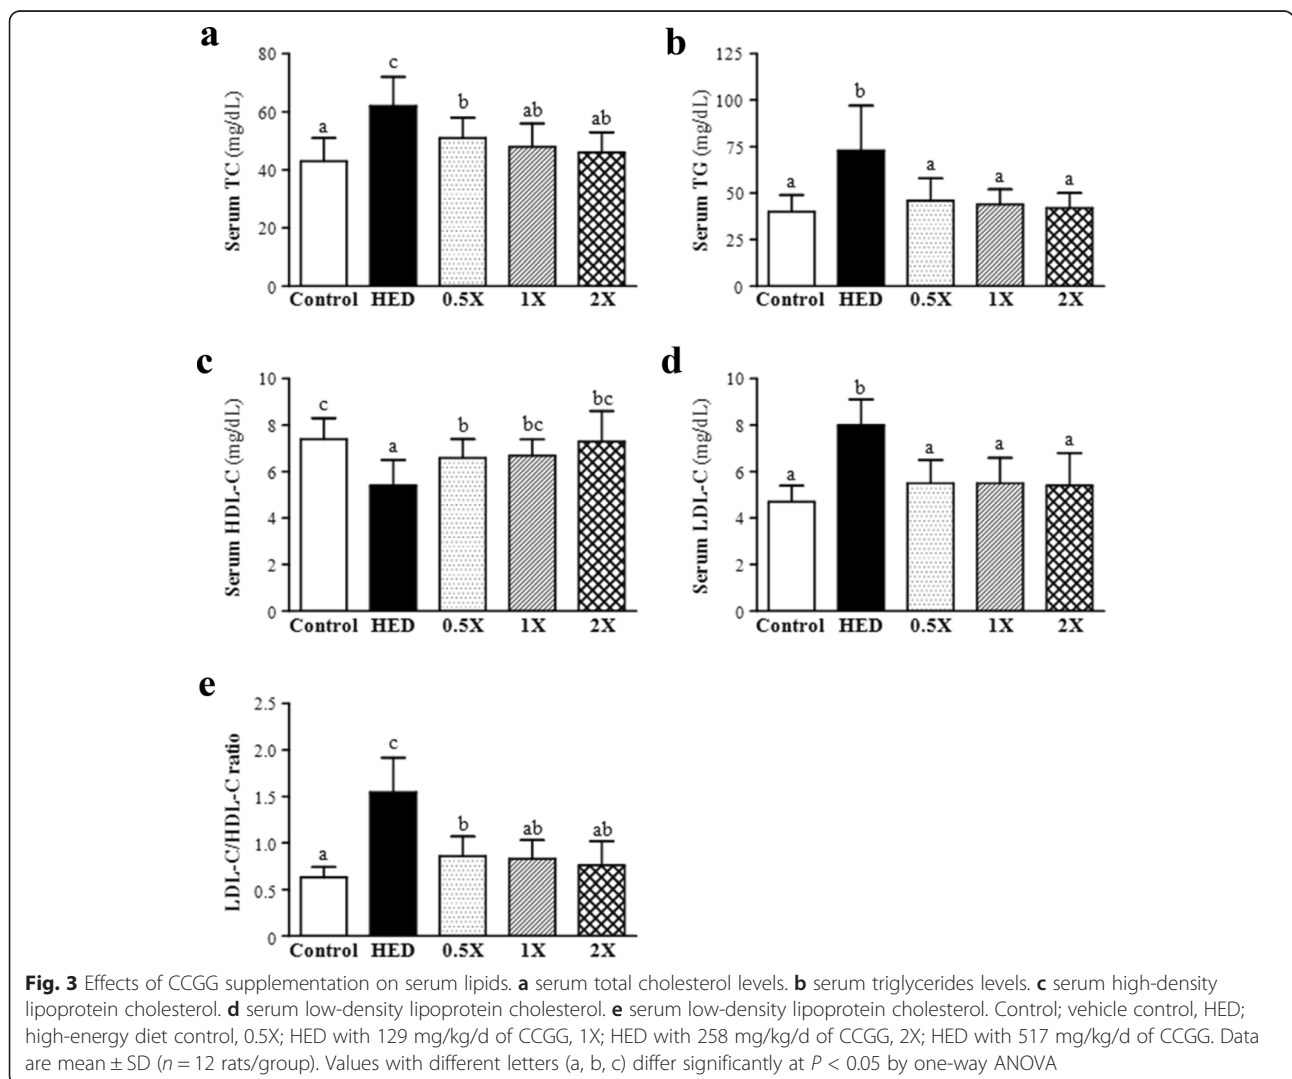 a
b
80
60
40
20
0
Serum TC (mg/dL)
a
c
b
ab
ab
Control HED 0.5X 1X 2X
125
100
75
50
25
0
Serum TG (mg/dL)
a
b
a
a
a
Control HED 0.5X 1X 2X
c
d
10
8
6
4
2
0
Serum HDL-C (mg/dL)
c
a
b
bc
bc
Control HED 0.5X 1X 2X
10
8
6
4
2
0
Serum LDL-C (mg/dL)
a
b
a
a
a
Control HED 0.5X 1X 2X
e
2.5
2.0
1.5
1.0
0.5
0
LDL-C/HDL-C ratio
a
c
b
ab
ab
Control HED 0.5X 1X 2X
Fig. 3 Effects of CCGG supplementation on serum lipids. a serum total cholesterol levels. b serum triglycerides levels. c serum high-density
lipoprotein cholesterol. d serum low-density lipoprotein cholesterol. e serum low-density lipoprotein cholesterol. Control; vehicle control, HED;
high-energy diet control, 0.5X; HED with 129 mg/kg/d of CCGG, 1X; HED with 258 mg/kg/d of CCGG, 2X; HED with 517 mg/kg/d of CCGG. Data
are mean ± SD (n = 12 rats/group). Values with different letters (a, b, c) differ significantly at P < 0.05 by one-way ANOVA